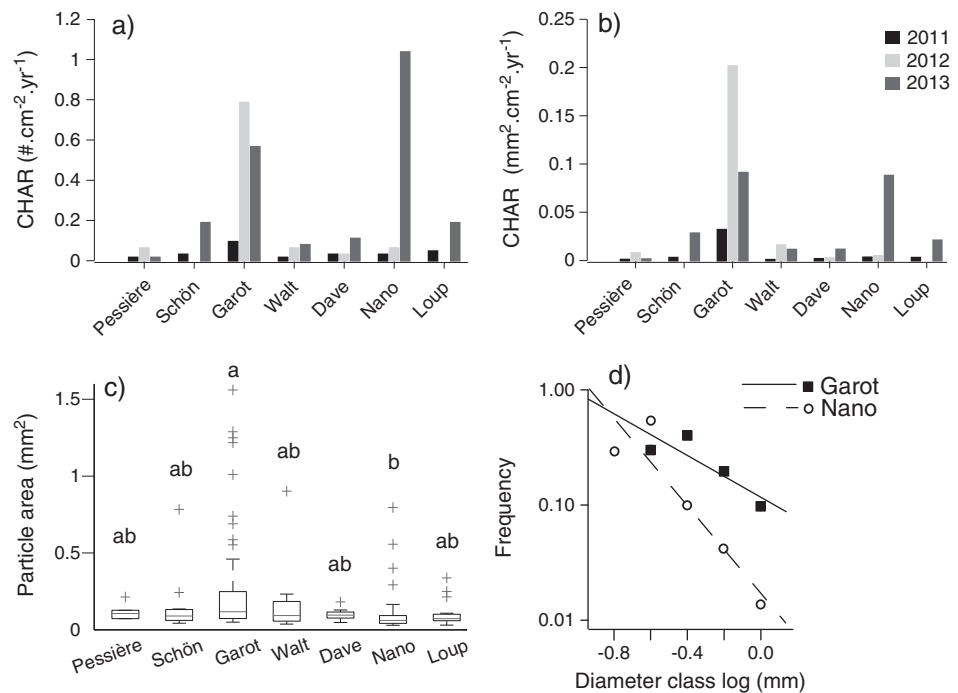 a)
CHAR (#.cm-2.yr-1)
1.2
1
0.8
0.6
0.4
0.2
0
Pessière
Schön
Garot
Walt
Dave
Nano
Loup
b)
CHAR (mm2.cm-2.yr-1)
0.25
0.2
0.15
0.1
0.05
0
2011
2012
2013
Pessière
Schön
Garot
Walt
Dave
Nano
Loup
c)
Particle area (mm2)
1.5
1
0.5
0
ab
ab
a
ab
ab
b
ab
Pessière
Schön
Garot
Walt
Dave
Nano
Loup
d)
Garot
Nano
Frequency
1.00
0.10
0.01
-0.8
-0.4
0.0
Diameter class log (mm)